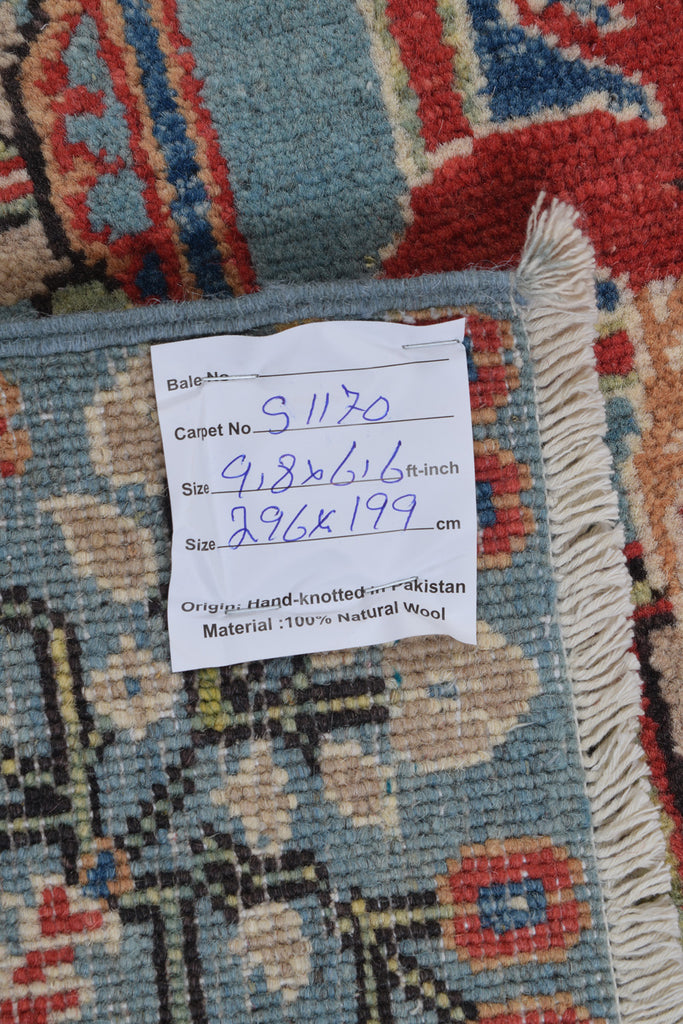 Bale No
Carpet No. S1170
Size 9,8x6,6 ft-inch
Size 296x199 cm
Origin: Hand-knotted in Pakistan
Material :100% Natural Wool